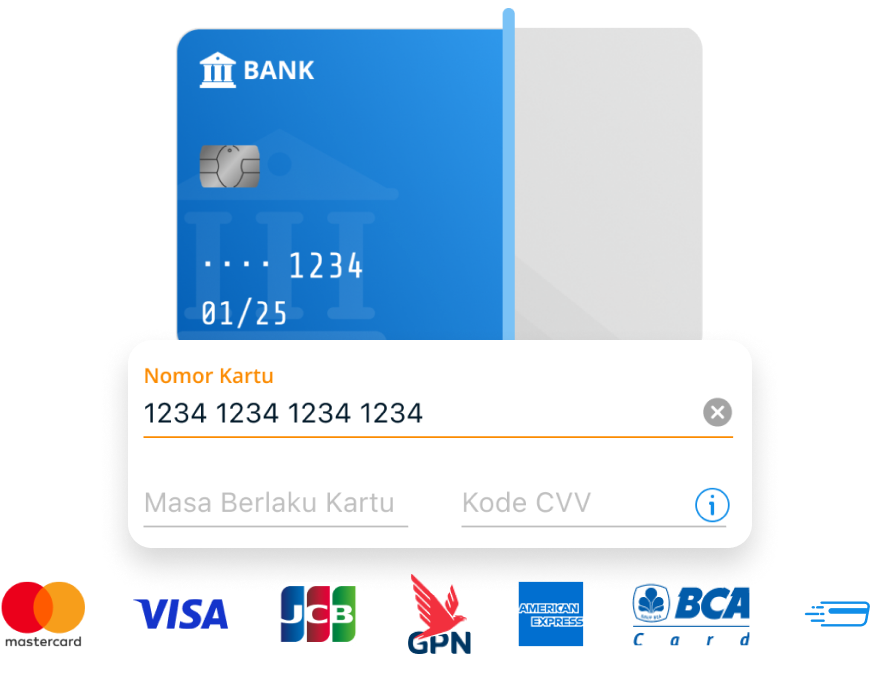 BANK
···· 1234
01/25
Nomor Kartu
1234 1234 1234 1234
Masa Berlaku Kartu
Kode CVV
mastercard
VISA
JCB
GPN
AMERICAN
EXPRESS
BCA
Card